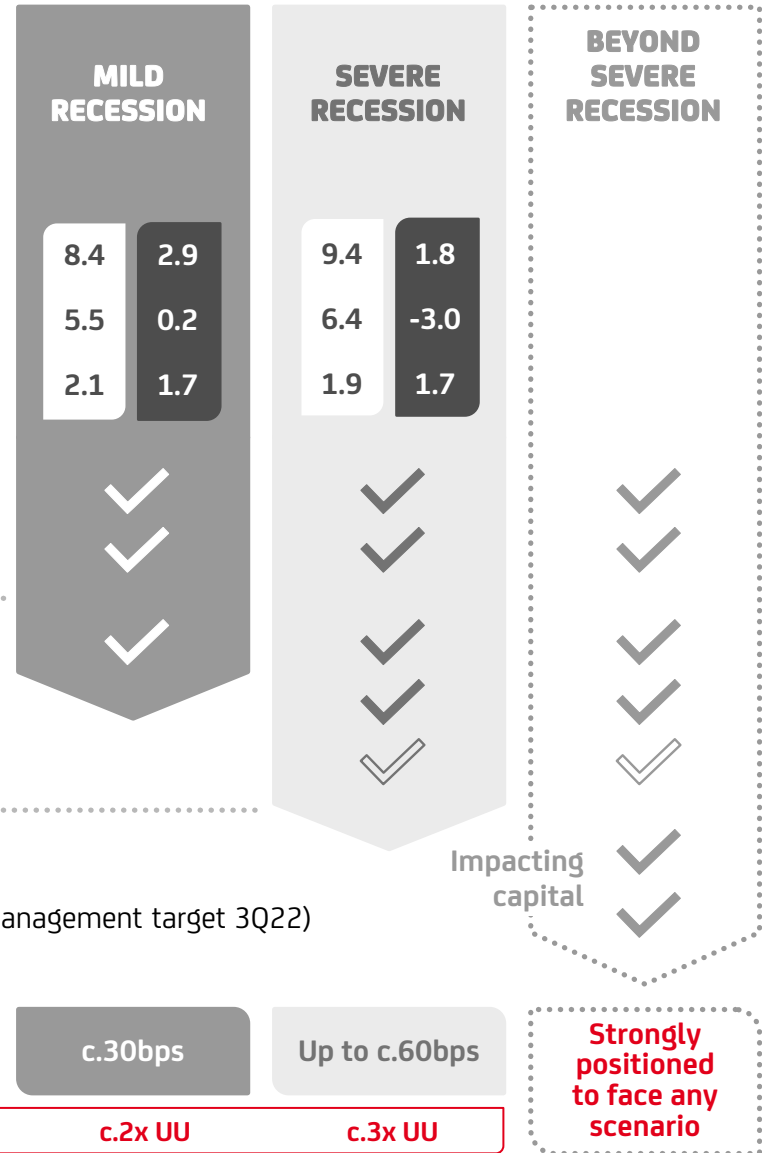 MILD
RECESSION
SEVERE
RECESSION
BEYOND
SEVERE
RECESSION
8.4 2.9 9.4 1.8
5.5 0.2 6.4 -3.0
2.1 1.7 1.9 1.7
Impacting
capital
anagement target 3Q22)
c.30bps
Up to c.60bps
Strongly
positioned
to face any
scenario
c.2x UU
c.3x UU